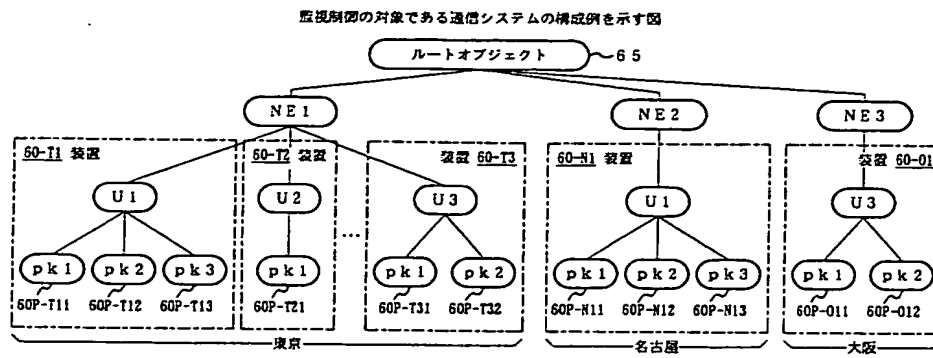 監視制御の対象である通信システムの構成例を示す図
ルートオブジェクト 65
NE1 NE2 NE3
60-T1 装置 60-T2 装置 装置 60-T3 60-N1 装置 装置 60-O1
U1 U2 U3 U1 U3
...
pk1 pk2 pk3 pk1 pk1 pk2 pk1 pk2 pk3 pk1 pk2
60P-T11 60P-T12 60P-T13 60P-T21 60P-T31 60P-T32 60P-N11 60P-N12 60P-N13 60P-O11 60P-O12
東京 名古屋 大阪